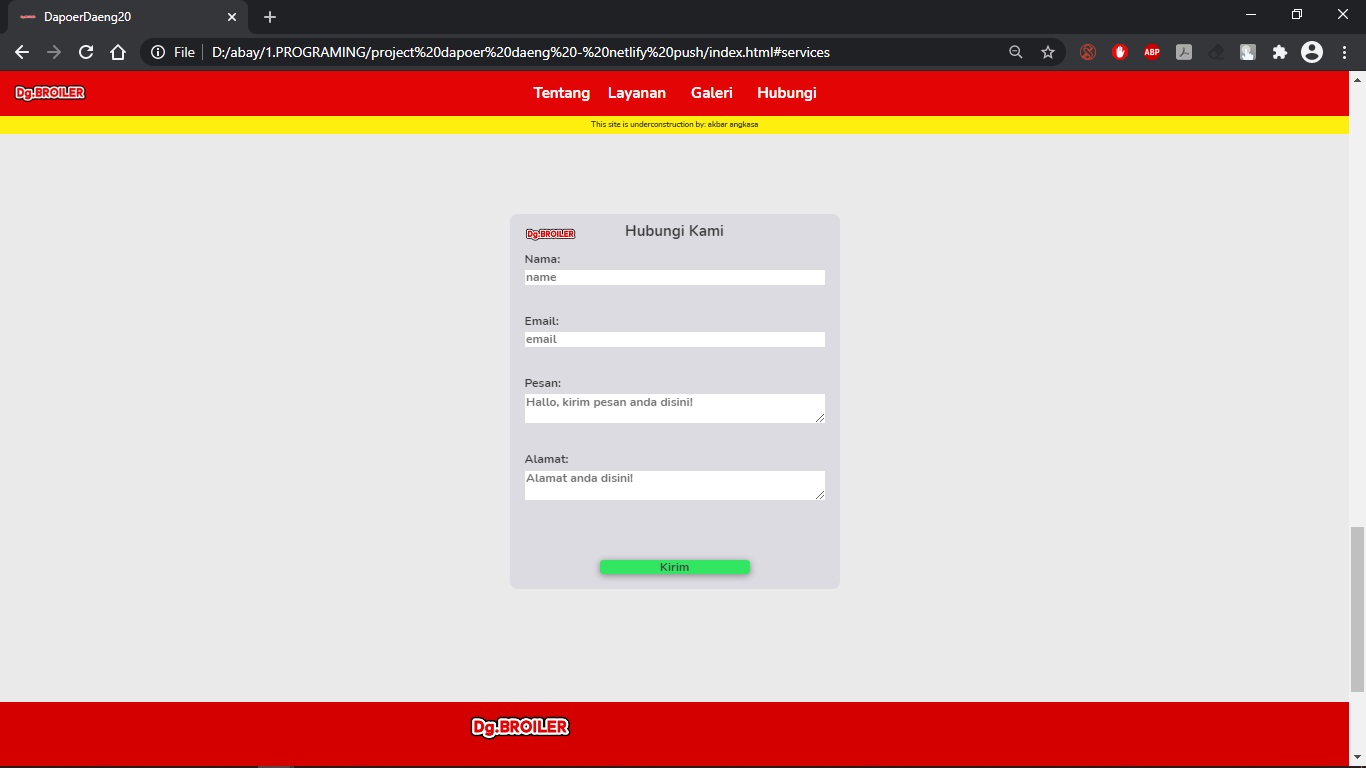 DapoerDaeng20
File
D:/abay/1.PROGRAMING/project%20dapoer%20daeng%20-%20netlify%20push/index.html#services
ABP
Dg.BROILER
Tentang Layanan Galeri Hubungi
This site is underconstruction by: akbar angkasa
Dg.BROILER
Hubungi Kami
Nama:
name
Email:
email
Pesan:
Hallo, kirim pesan anda disini!
Alamat:
Alamat anda disini!
Kirim
Dg.BROILER